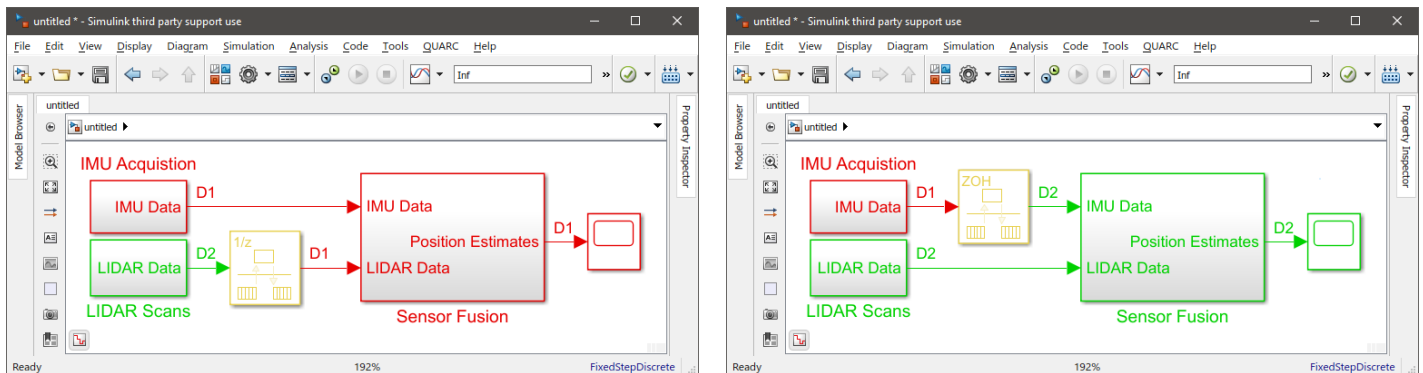 untitled * - Simulink third party support use
File Edit View Display Diagram Simulation Analysis Code Tools QUARC Help
Inf
Model Browser
untitled
untitled
Property Inspector
IMU Acquistion
IMU Data
D1
IMU Data
1/z
D1
Position Estimates
D1
LIDAR Data
D2
LIDAR Data
LIDAR Scans
Sensor Fusion
Ready
192%
FixedStepDiscrete
untitled * - Simulink third party support use
File Edit View Display Diagram Simulation Analysis Code Tools QUARC Help
Inf
Model Browser
untitled
untitled
Property Inspector
IMU Acquistion
IMU Data
D1
ZOH
D2
IMU Data
Position Estimates
D2
LIDAR Data
D2
LIDAR Data
LIDAR Scans
Sensor Fusion
Ready
192%
FixedStepDiscrete